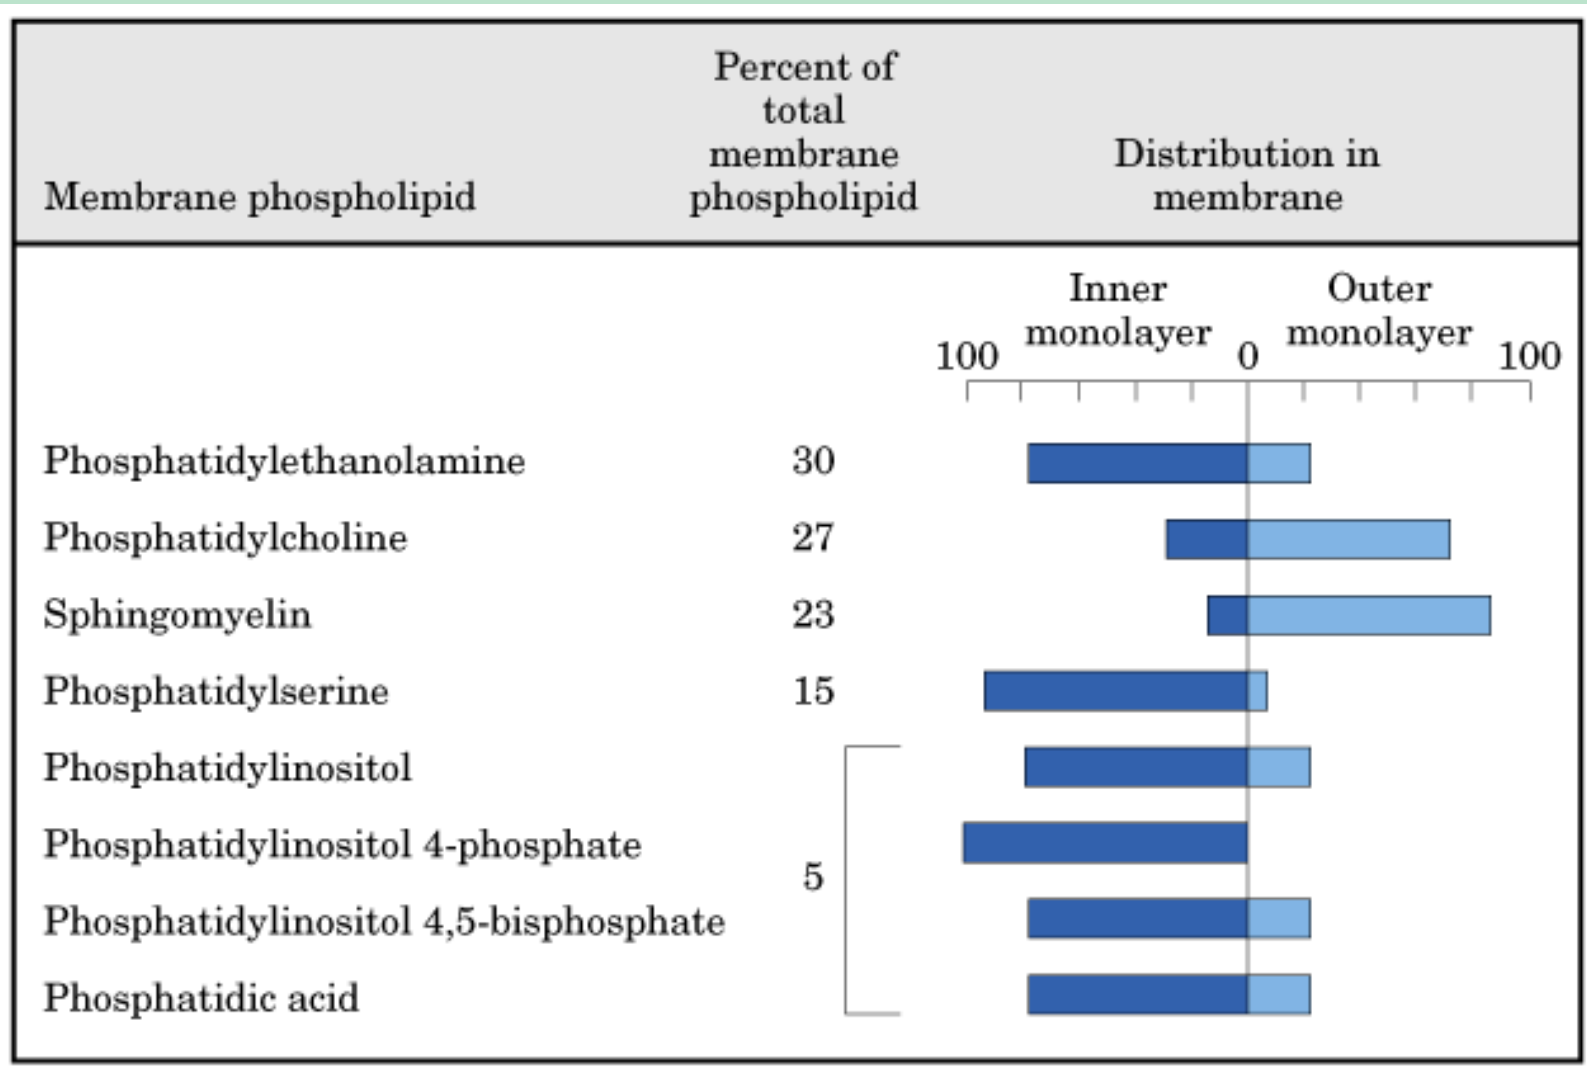 Membrane phospholipid
Percent of
total
membrane
phospholipid
Distribution in
membrane
Inner
monolayer
Outer
monolayer
100
0
100
Phosphatidylethanolamine 30
Phosphatidylcholine 27
Sphingomyelin 23
Phosphatidylserine 15
Phosphatidylinositol
Phosphatidylinositol 4-phosphate
5
Phosphatidylinositol 4,5-bisphosphate
Phosphatidic acid